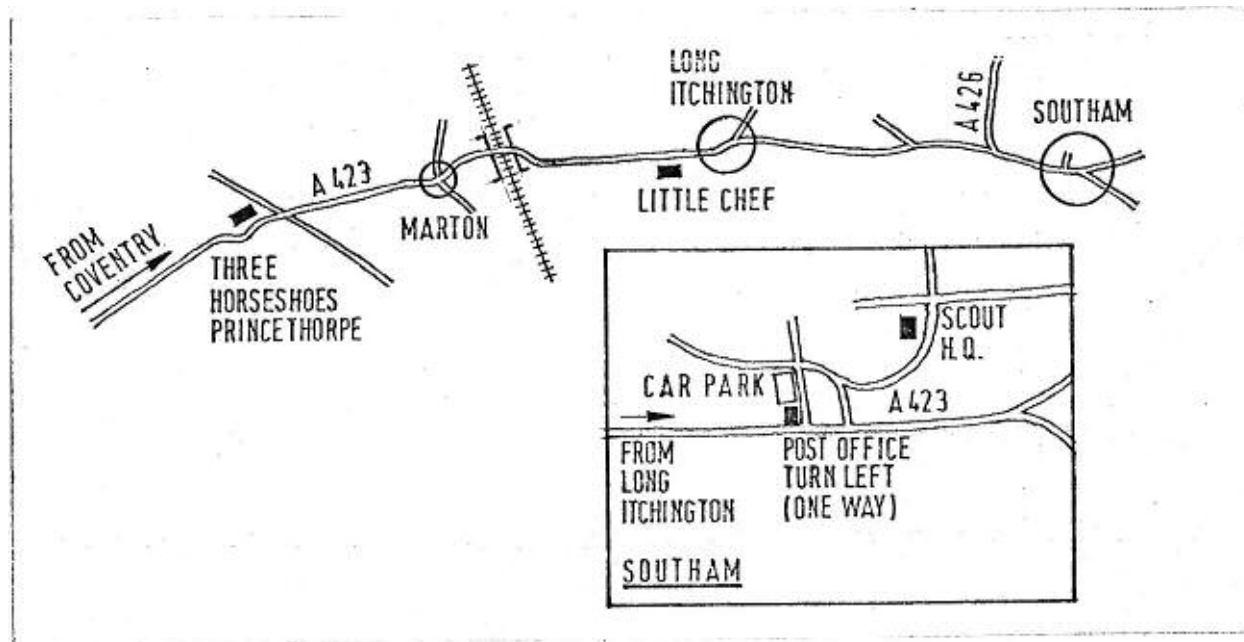 FROM
COVENTRY
THREE
HORSESHOES
PRINCETHORPE
A 423
MARTON
LITTLE CHEF
LONG
ITCHINGTON
A 426
SOUTHAM
SCOUT
H.Q.
CAR PARK
A 423
FROM
LONG
ITCHINGTON
POST OFFICE
TURN LEFT
(ONE WAY)
SOUTHAM